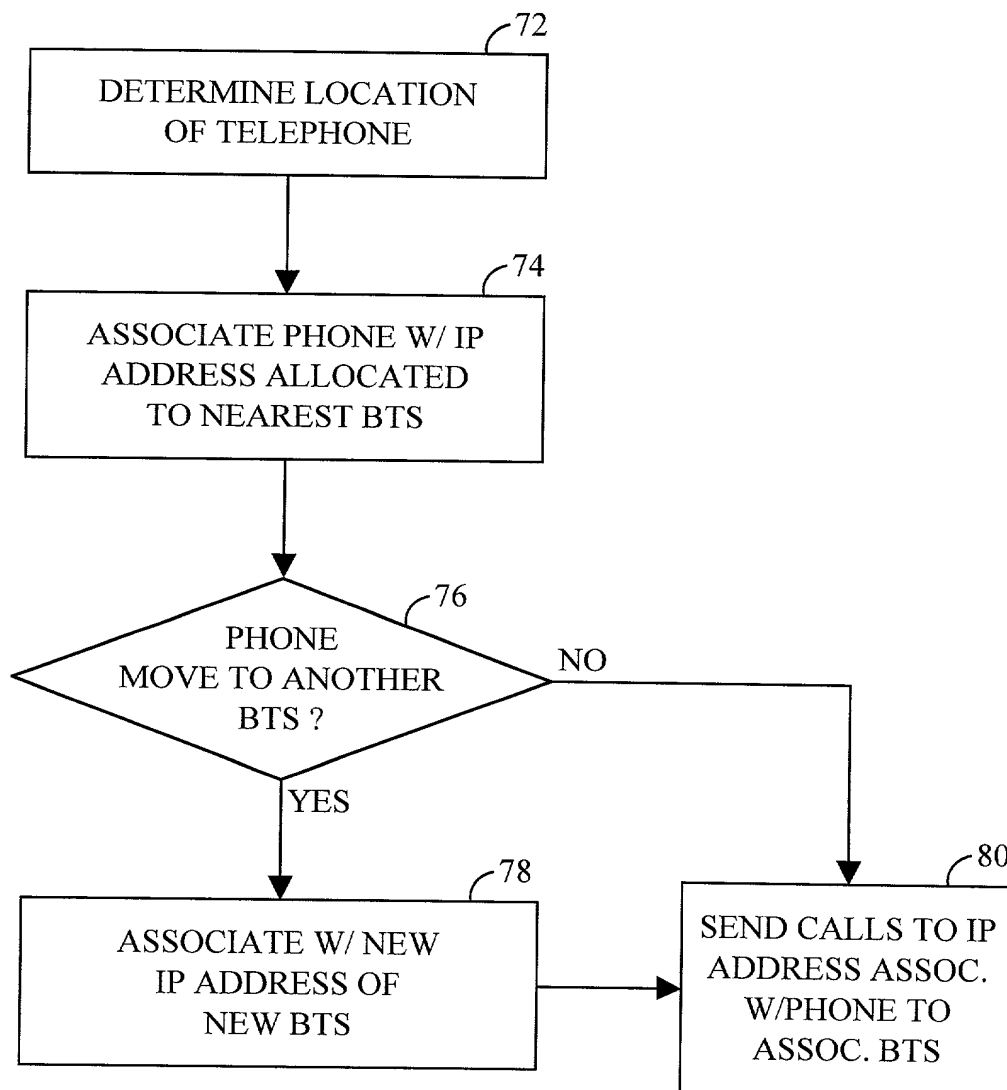 72
DETERMINE LOCATION
OF TELEPHONE
74
ASSOCIATE PHONE W/ IP
ADDRESS ALLOCATED
TO NEAREST BTS
76
PHONE
MOVE TO ANOTHER
BTS ?
NO
YES
78
ASSOCIATE W/ NEW
IP ADDRESS OF
NEW BTS
80
SEND CALLS TO IP
ADDRESS ASSOC.
W/PHONE TO
ASSOC. BTS